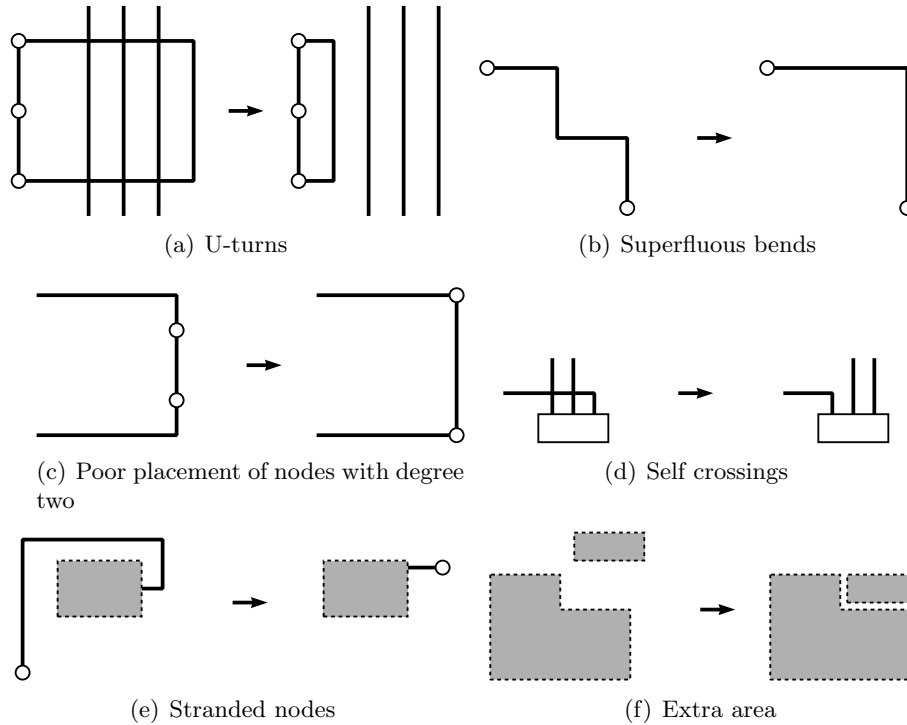 (a) U-turns
(b) Superfluous bends
(c) Poor placement of nodes with degree
two
(d) Self crossings
(e) Stranded nodes
(f) Extra area